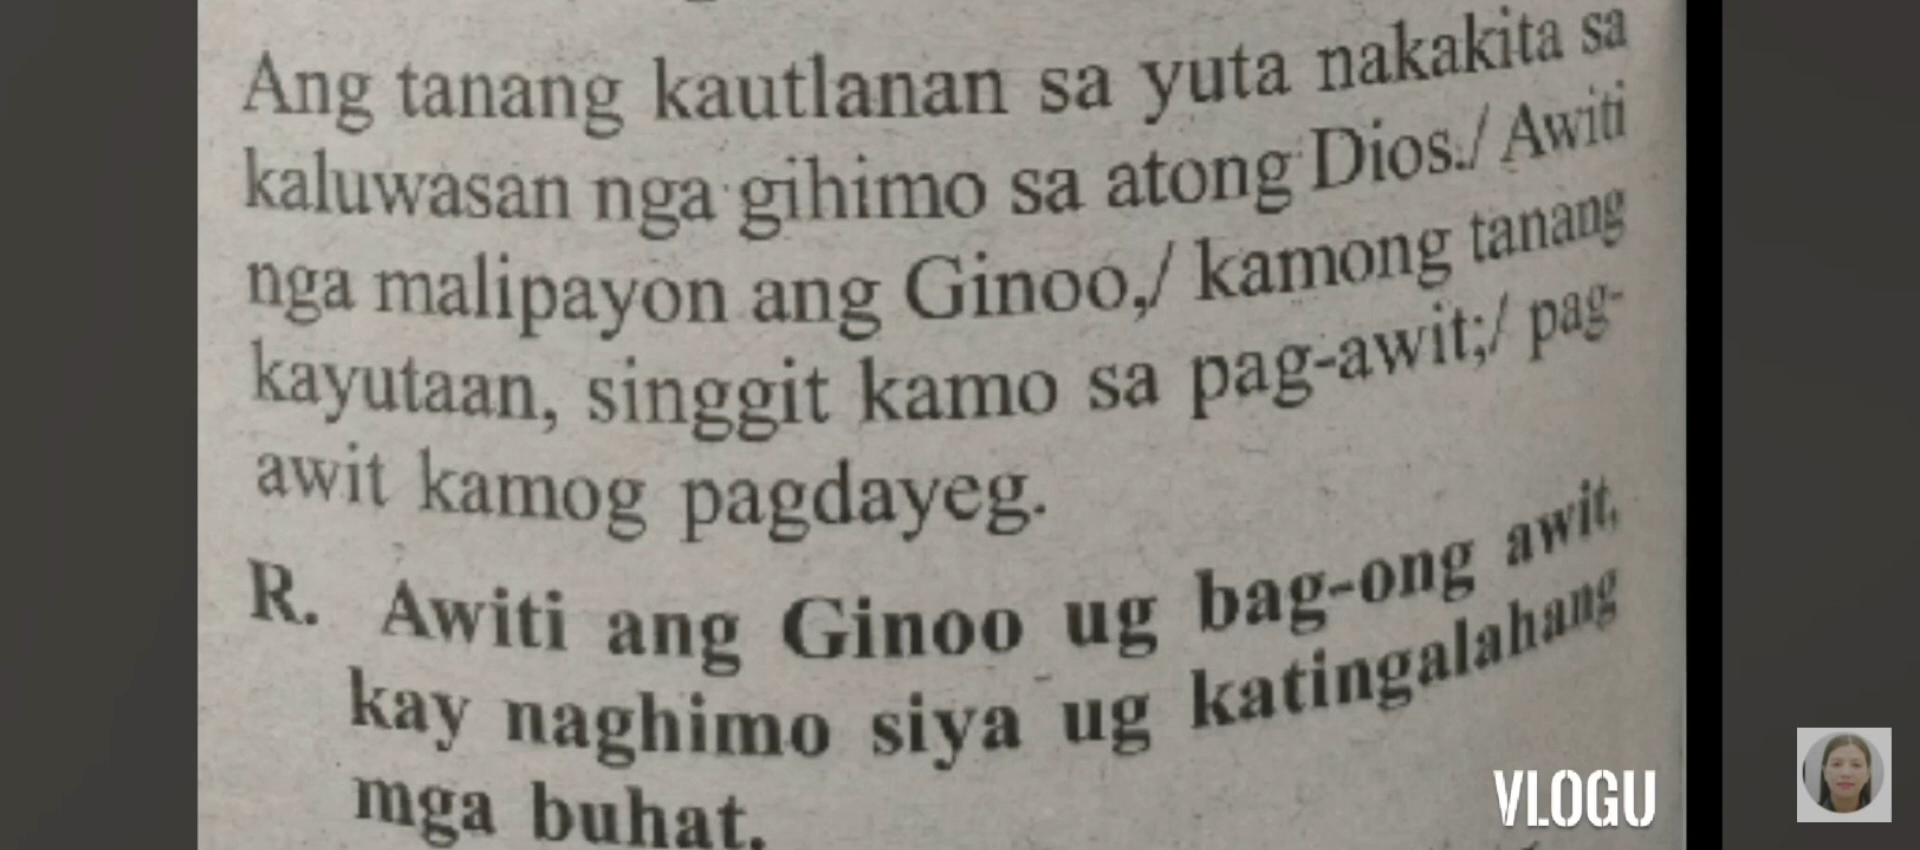 Ang tanang kautlanan sa yuta nakakita sa
kaluwasan nga gihimo sa atong Dios./ Awiti
nga malipayon ang Ginoo,/ kamong tanang
kayutaan, singgit kamo sa pag-awit;/ pag-
awit kamog pagdayeg.
R. Awiti ang Ginoo ug bag-ong awit,
kay naghimo siya ug katingalahang
mga buhat.
VLOGU